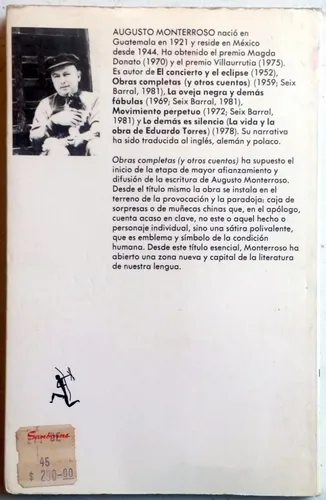 AUGUSTO MONTERROSO nació en
Guatemala en 1921 y reside en México
desde 1944. Ha obtenido el premio Magda
Donato (1970) y el premio Villaurrutia (1975).
Es autor de El concierto y el eclipse (1952),
Obras completas (y otros cuentos) (1959; Seix
Barral, 1981), La oveja negra y demás
fábulas (1969; Seix Barral, 1981),
Movimiento perpetuo (1972; Seix Barral,
1981) y Lo demás es silencio (La vida y la
obra de Eduardo Torres) (1978). Su narrativa
ha sido traducida al inglés, alemán y polaco.
Obras completas (y otros cuentos) ha supuesto el
inicio de la etapa de mayor afianzamiento y
difusión de la escritura de Augusto Monterroso.
Desde el título mismo la obra se instala en el
terreno de la provocación y la paradoja: caja de
sorpresas o de muñecas chinas que, en el apólogo,
cuenta acaso en clave, no este o aquel hecho o
personaje individual, sino una sátira polivalente,
que es emblema y símbolo de la condición
humana. Desde este título esencial, Monterroso ha
abierto una zona nueva y capital de la literatura
de nuestra lengua.
45